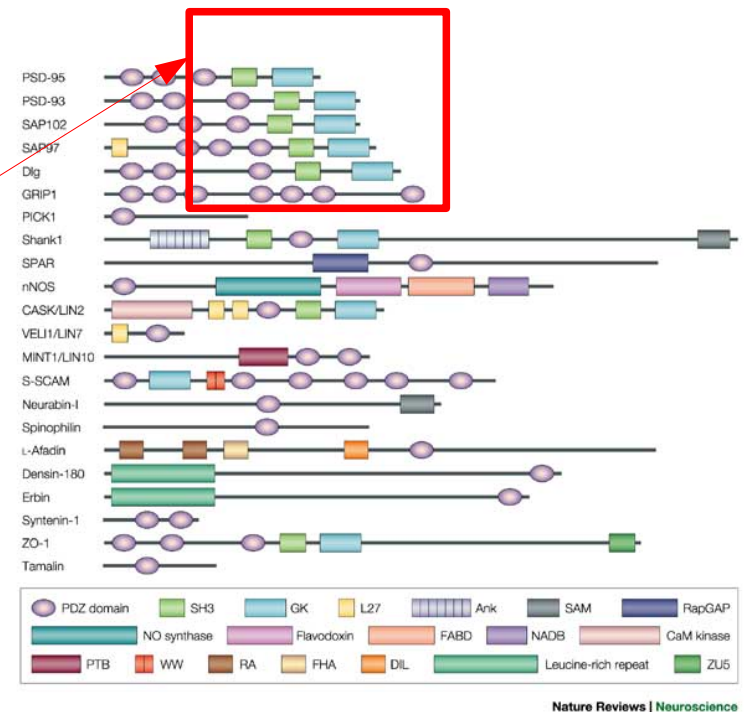 PSD-95
PSD-93
SAP102
SAP97
Dlg
GRIP1
PICK1
Shank1
SPAR
nNOS
CASK/LIN2
VELI1/LIN7
MINT1/LIN10
S-SCAM
Neurabin-I
Spinophilin
L-Afadin
Densin-180
Erbin
Syntenin-1
ZO-1
Tamalin
PDZ domain SH3 GK L27 Ank SAM RapGAP
NO synthase Flavodoxin FABD NADB CaM kinase
PTB WW RA FHA DIL Leucine-rich repeat ZU5
Nature Reviews | Neuroscience